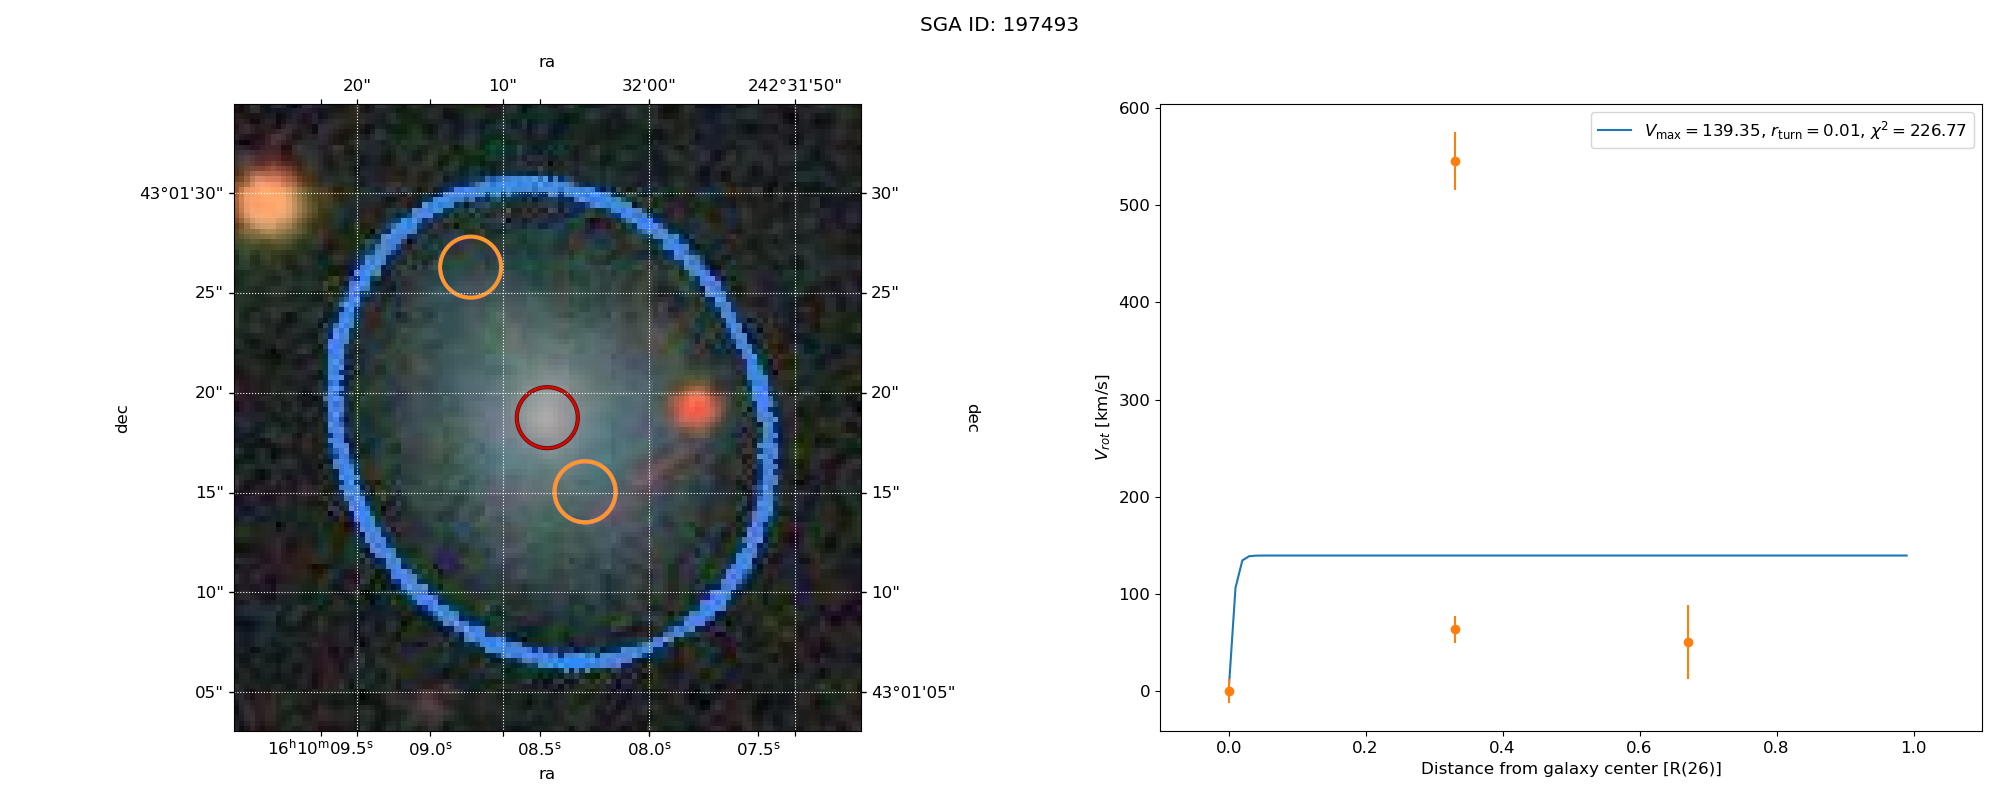 SGA ID: 197493
ra
20" 10" 32'00" 242°31'50"
43°01'30" 30"
25" 25"
20" 20"
dec dec
15" 15"
10" 10"
05" 43°01'05"
16h10m09.5s 09.0s 08.5s 08.0s 07.5s
ra
600
500
400
300
200
100
0
Vrot [km/s]
Vmax = 139.35, rturn = 0.01, χ² = 226.77
0.0 0.2 0.4 0.6 0.8 1.0
Distance from galaxy center [R(26)]